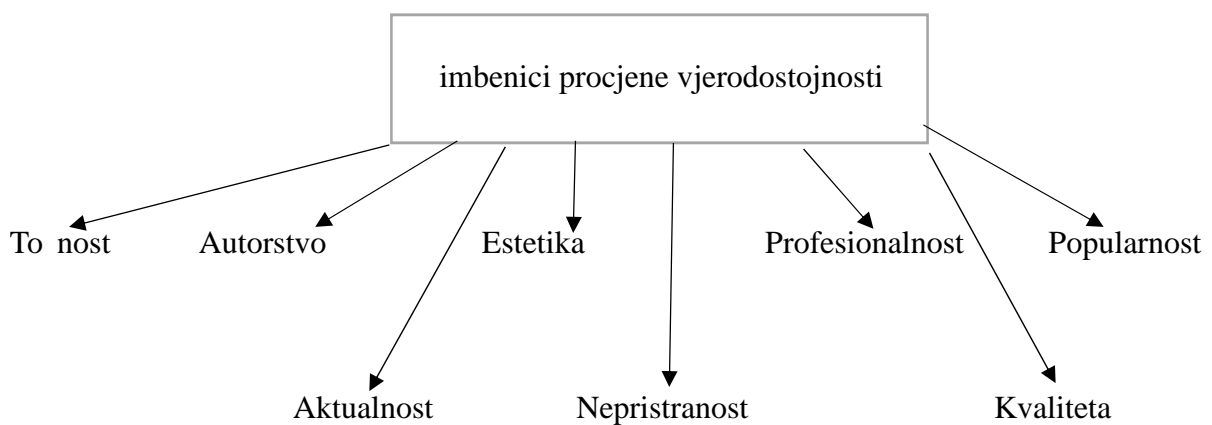 imbenici procjene vjerodostojnosti
To nost Autorstvo Estetika Profesionalnost Popularnost
Aktualnost Nepristranost Kvaliteta